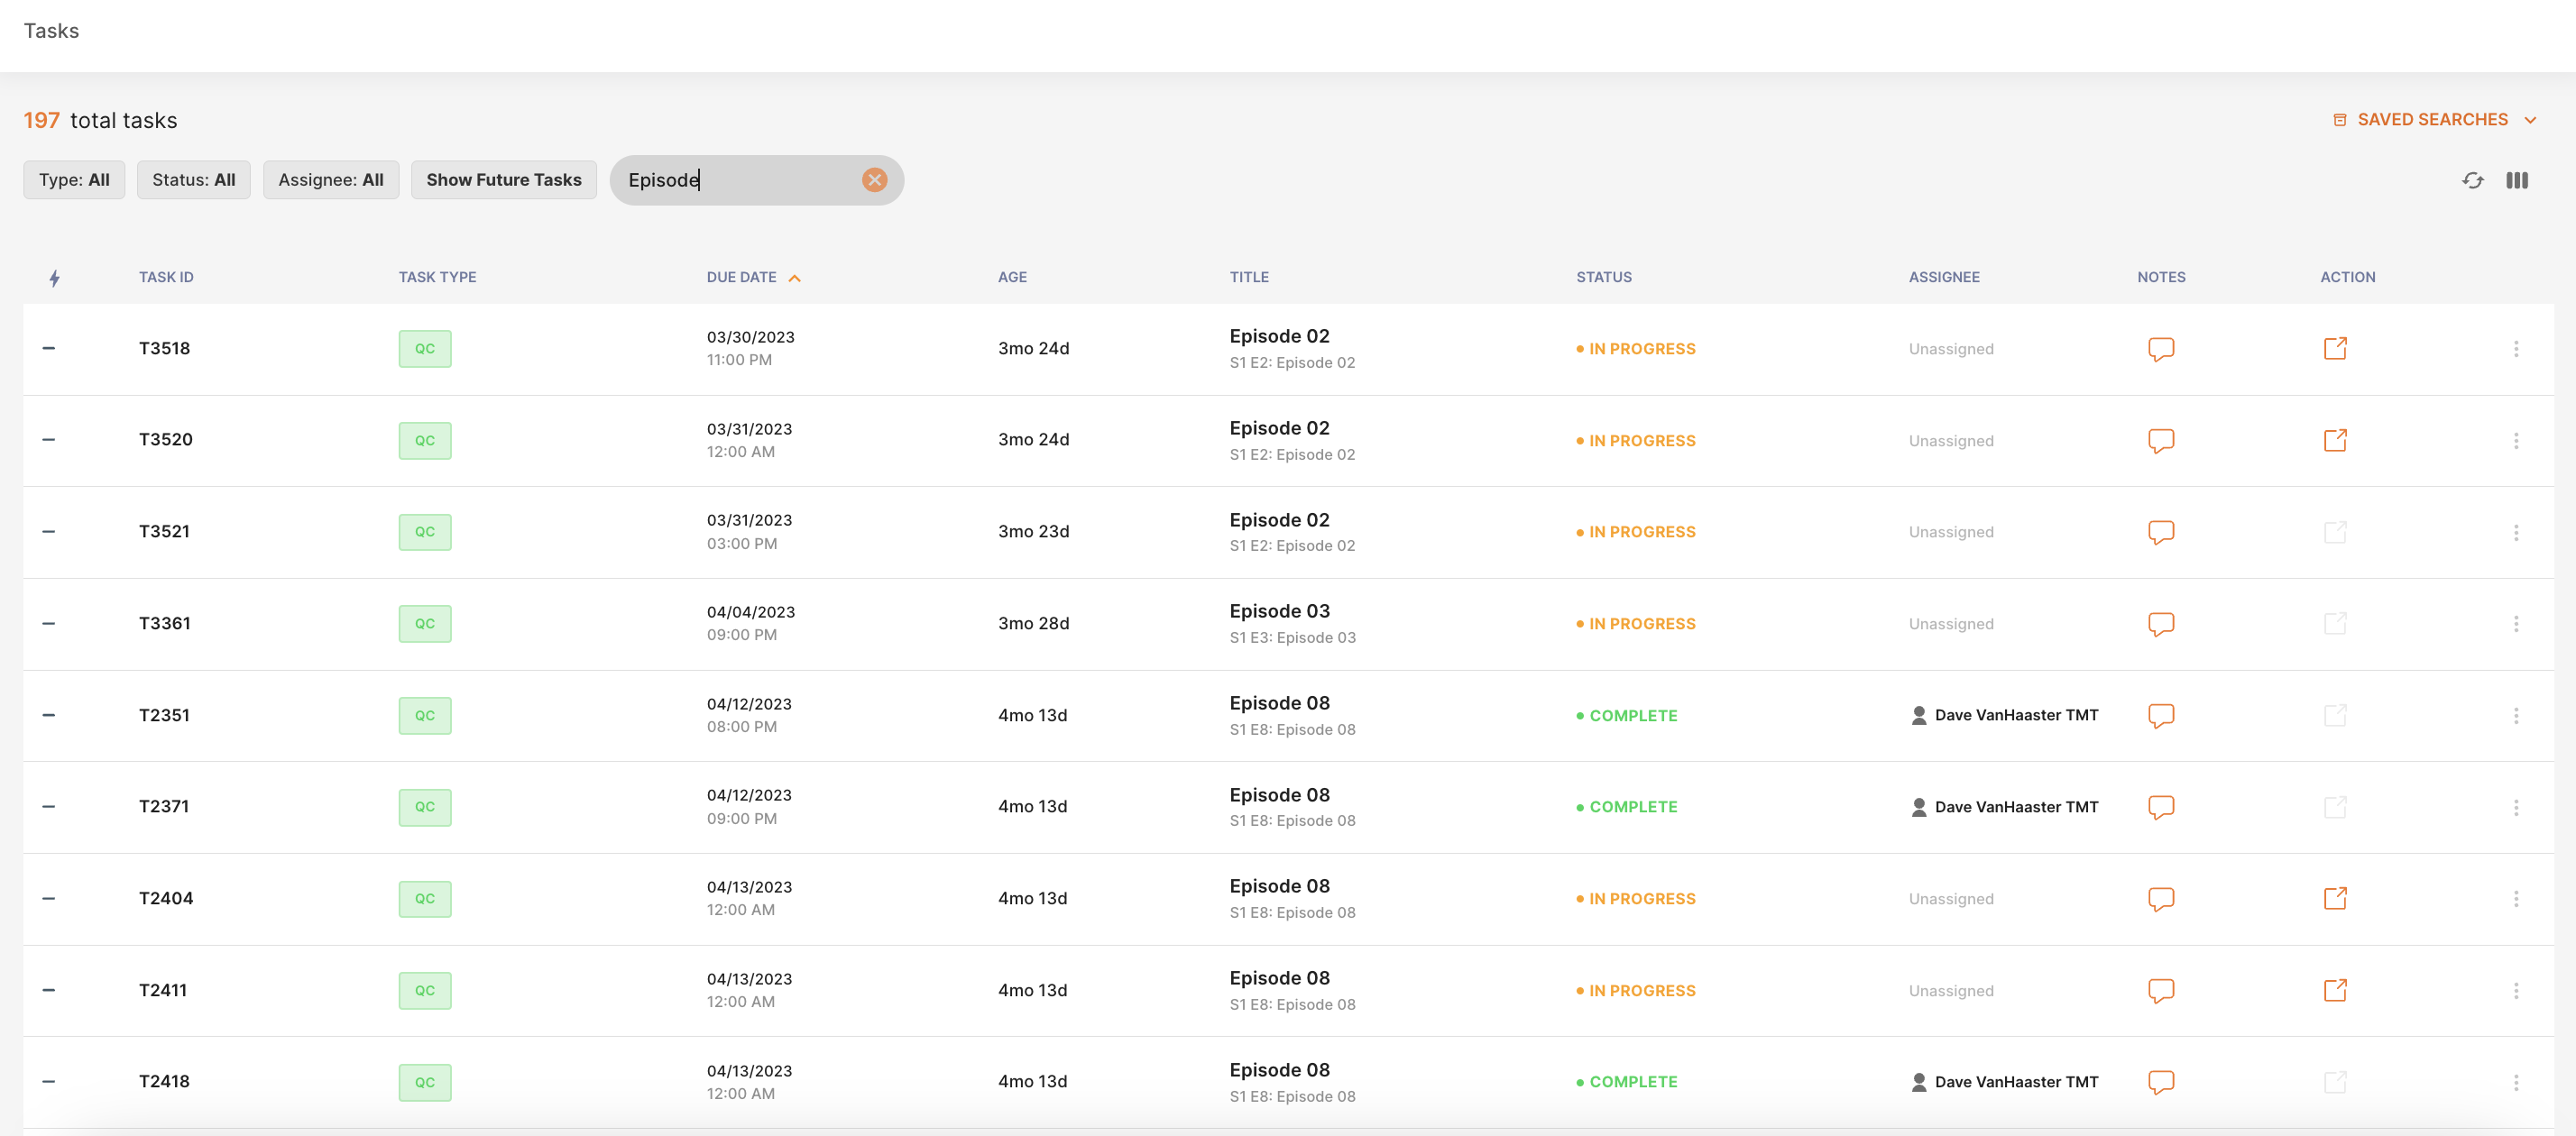 Tasks
197 total tasks
SAVED SEARCHES
Type: All Status: All Assignee: All Show Future Tasks Episode
TASK ID TASK TYPE DUE DATE AGE TITLE STATUS ASSIGNEE NOTES ACTION
T3518 QC 03/30/2023 11:00 PM 3mo 24d Episode 02 S1 E2: Episode 02 IN PROGRESS Unassigned
T3520 QC 03/31/2023 12:00 AM 3mo 24d Episode 02 S1 E2: Episode 02 IN PROGRESS Unassigned
T3521 QC 03/31/2023 03:00 PM 3mo 23d Episode 02 S1 E2: Episode 02 IN PROGRESS Unassigned
T3361 QC 04/04/2023 09:00 PM 3mo 28d Episode 03 S1 E3: Episode 03 IN PROGRESS Unassigned
T2351 QC 04/12/2023 08:00 PM 4mo 13d Episode 08 S1 E8: Episode 08 COMPLETE Dave VanHaaster TMT
T2371 QC 04/12/2023 09:00 PM 4mo 13d Episode 08 S1 E8: Episode 08 COMPLETE Dave VanHaaster TMT
T2404 QC 04/13/2023 12:00 AM 4mo 13d Episode 08 S1 E8: Episode 08 IN PROGRESS Unassigned
T2411 QC 04/13/2023 12:00 AM 4mo 13d Episode 08 S1 E8: Episode 08 IN PROGRESS Unassigned
T2418 QC 04/13/2023 12:00 AM 4mo 13d Episode 08 S1 E8: Episode 08 COMPLETE Dave VanHaaster TMT